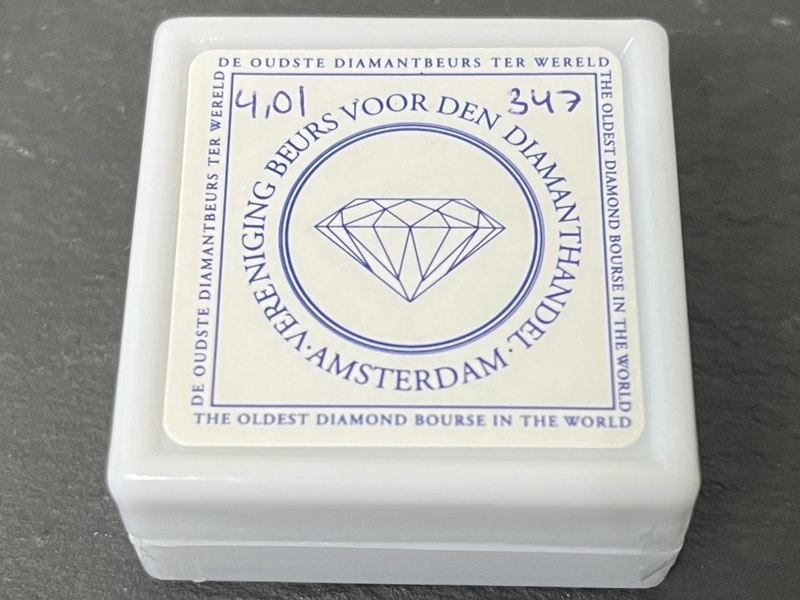 DE OUDSTE DIAMANTBEURS TER WERELD
4,01
347
VERENIGING BEURS VOOR DEN DIAMANTHANDEL
·AMSTERDAM·
DE OUDSTE DIAMANTBEURS TER WERELD
THE OLDEST DIAMOND BOURSE IN THE WORLD
THE OLDEST DIAMOND BOURSE IN THE WORLD